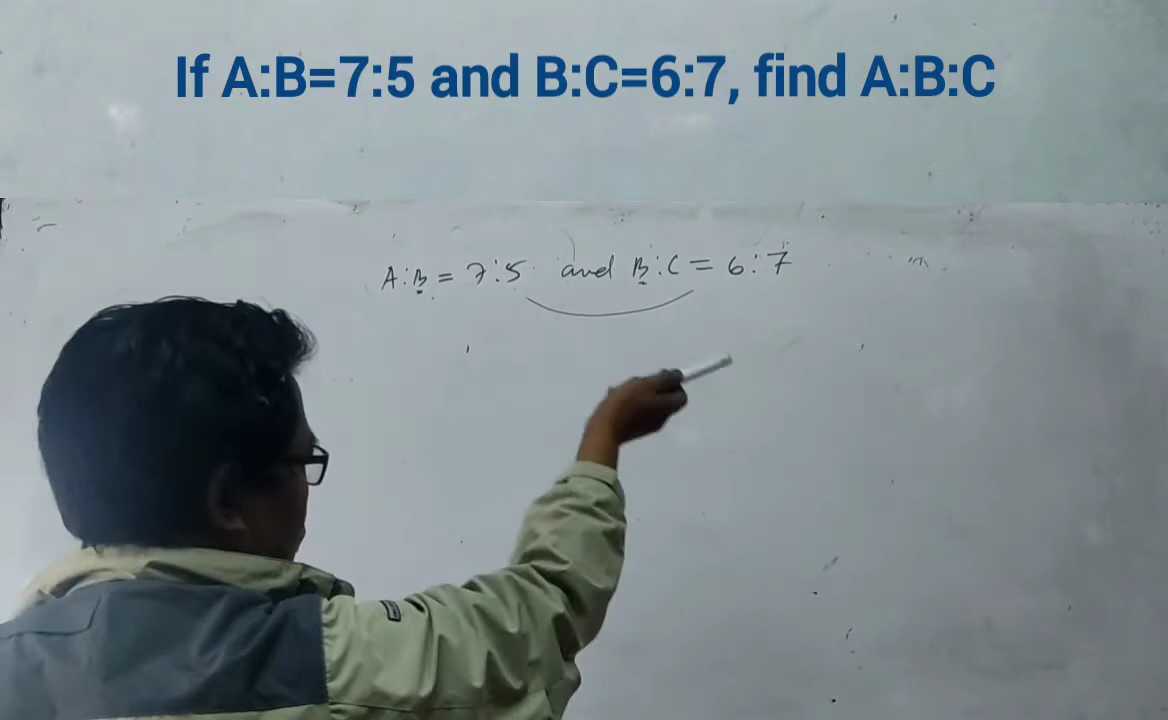 If A:B=7:5 and B:C=6:7, find A:B:C
A:B = 7:5 and B:C = 6:7